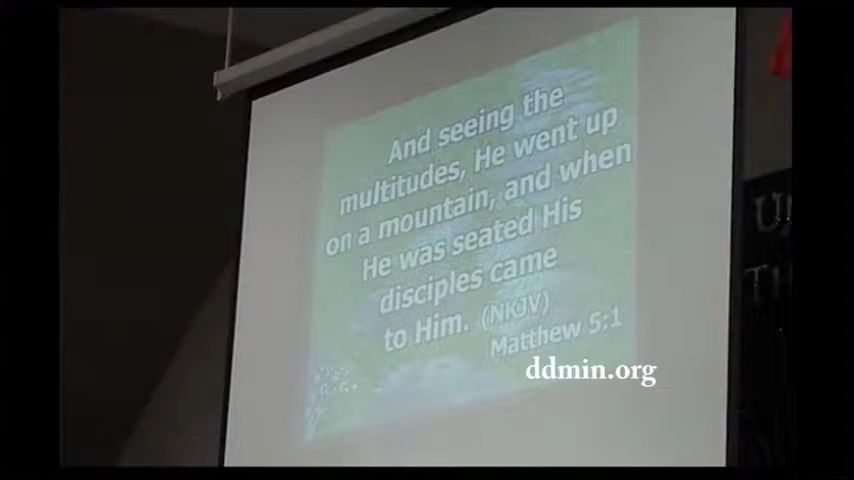 And seeing the
multitudes, He went up
on a mountain, and when
He was seated His
disciples came
to Him. (NKJV)
Matthew 5:1
ddmin.org